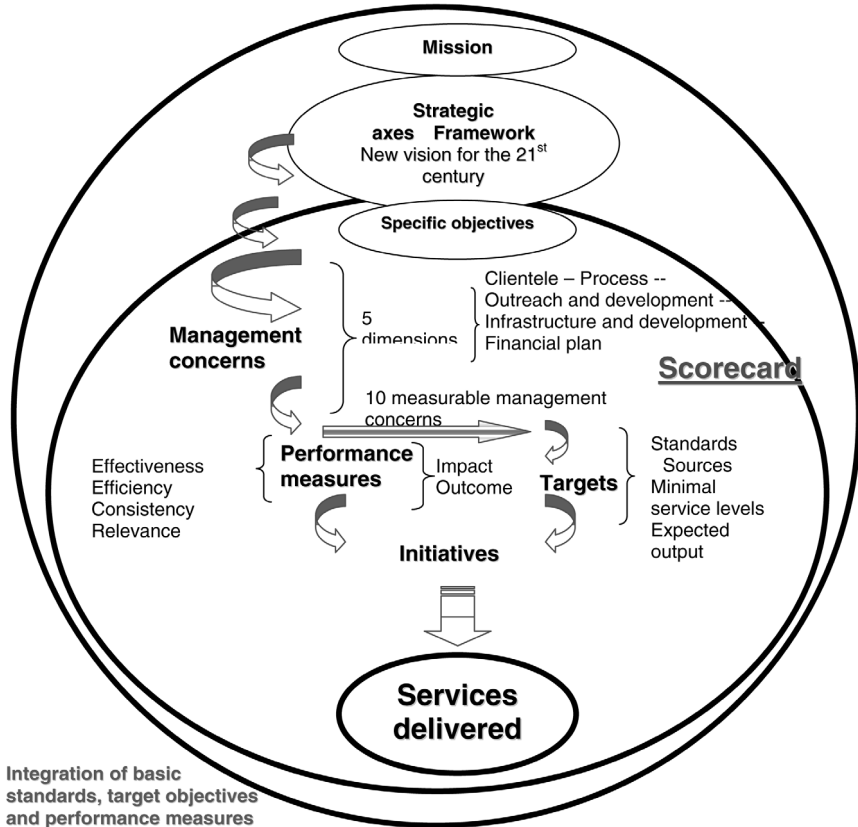 Mission
Strategic
axes Framework
New vision for the 21st
century
Specific objectives
Clientele – Process --
Outreach and development --
Infrastructure and development --
Financial plan
5
dimensions
Management
concerns
Scorecard
10 measurable management
concerns
Performance
measures
Effectiveness
Efficiency
Consistency
Relevance
Impact
Outcome
Targets
Standards
Sources
Minimal
service levels
Expected
output
Initiatives
Services
delivered
Integration of basic
standards, target objectives
and performance measures